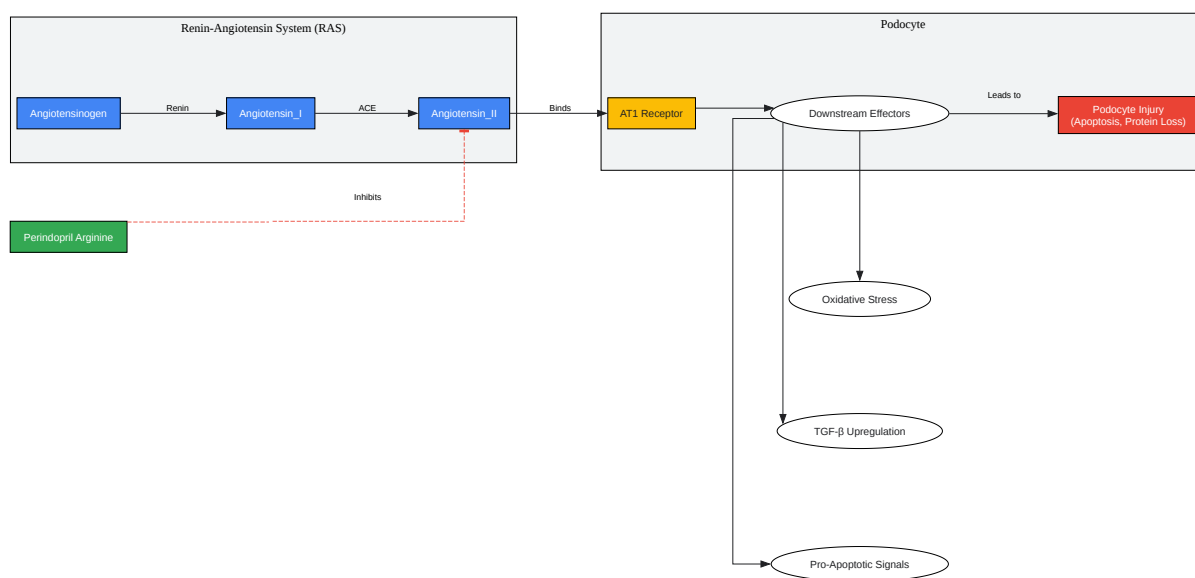 Renin-Angiotensin System (RAS)
Podocyte
Angiotensinogen
Renin
Angiotensin_I
ACE
Angiotensin_II
Binds
AT1 Receptor
Downstream Effectors
Leads to
Podocyte Injury
(Apoptosis, Protein Loss)
Inhibits
Perindopril Arginine
Oxidative Stress
TGF-β Upregulation
Pro-Apoptotic Signals